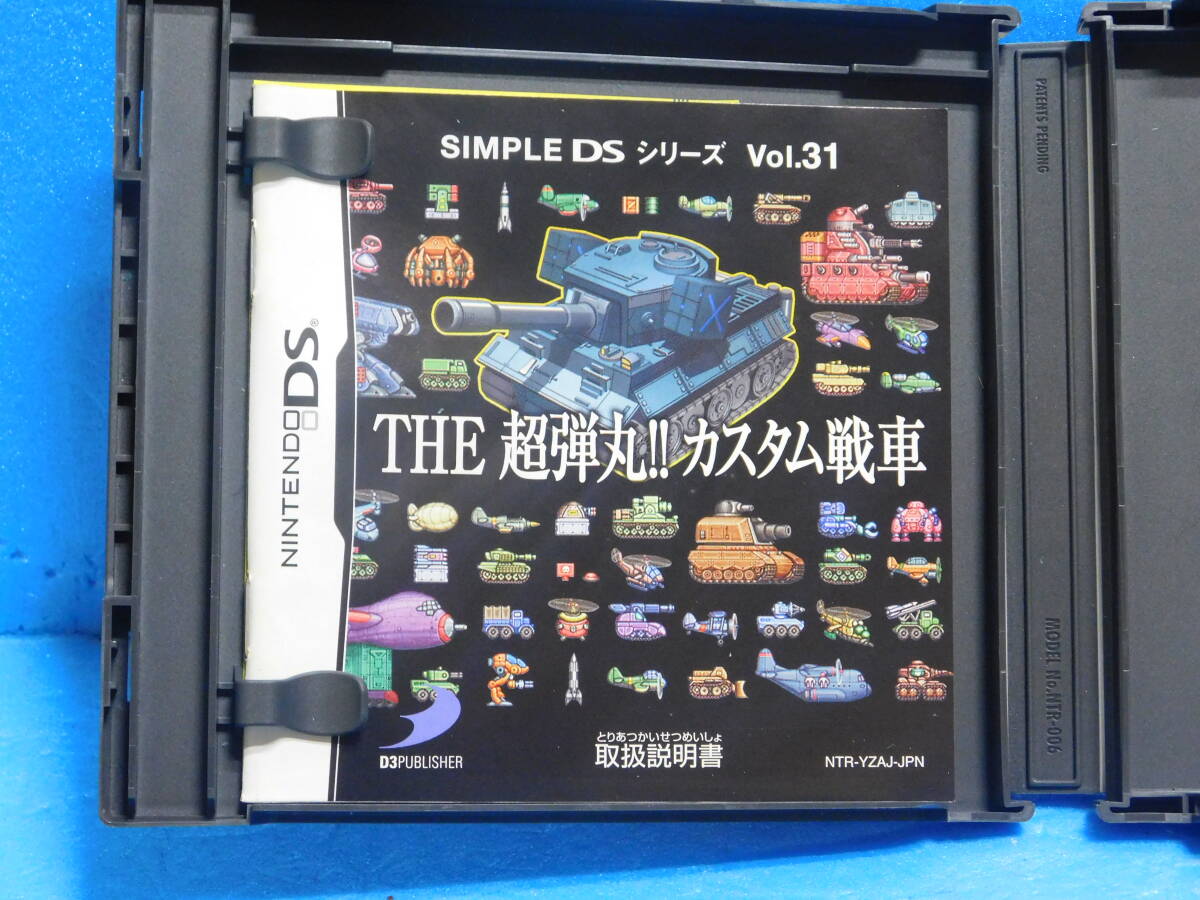 SIMPLE DS シリーズ Vol.31
NINTENDO DS®
THE 超弾丸!! カスタム戦車
D3PUBLISHER
とりあつかいせつめいしょ
取扱説明書
NTR-YZAJ-JPN
PATENTS PENDING
MODEL No.NTR-006